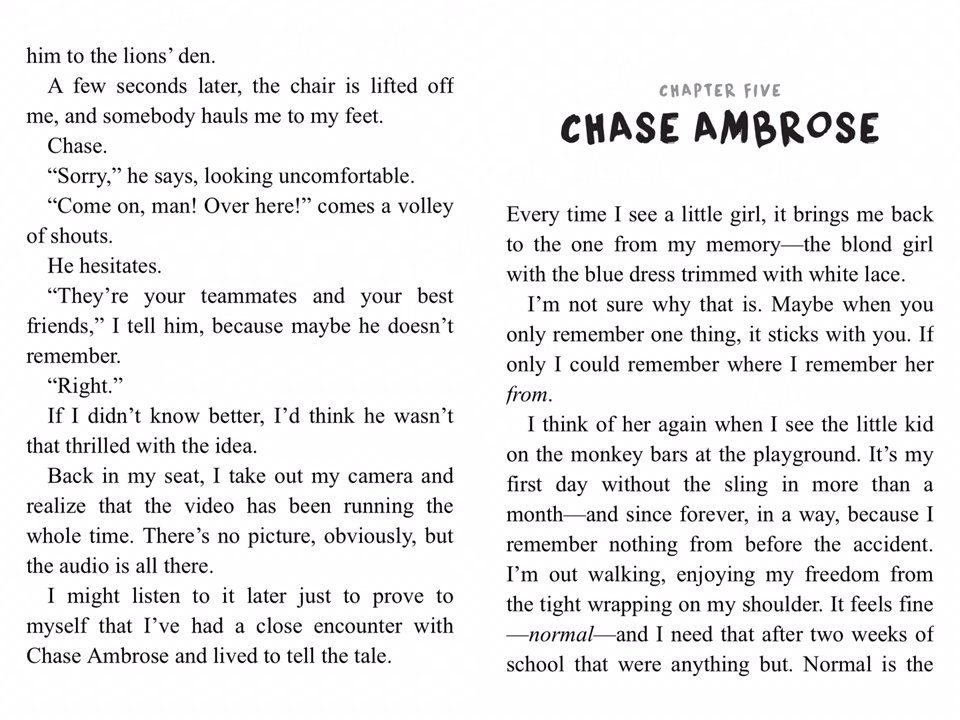 him to the lions’ den.
A few seconds later, the chair is lifted off
me, and somebody hauls me to my feet.
Chase.
“Sorry,” he says, looking uncomfortable.
“Come on, man! Over here!” comes a volley
of shouts.
He hesitates.
“They’re your teammates and your best
friends,” I tell him, because maybe he doesn’t
remember.
“Right.”
If I didn’t know better, I’d think he wasn’t
that thrilled with the idea.
Back in my seat, I take out my camera and
realize that the video has been running the
whole time. There’s no picture, obviously, but
the audio is all there.
I might listen to it later just to prove to
myself that I’ve had a close encounter with
Chase Ambrose and lived to tell the tale.
CHAPTER FIVE
CHASE AMBROSE
Every time I see a little girl, it brings me back
to the one from my memory—the blond girl
with the blue dress trimmed with white lace.
I’m not sure why that is. Maybe when you
only remember one thing, it sticks with you. If
only I could remember where I remember her
from.
I think of her again when I see the little kid
on the monkey bars at the playground. It’s my
first day without the sling in more than a
month—and since forever, in a way, because I
remember nothing from before the accident.
I’m out walking, enjoying my freedom from
the tight wrapping on my shoulder. It feels fine
—normal—and I need that after two weeks of
school that were anything but. Normal is the